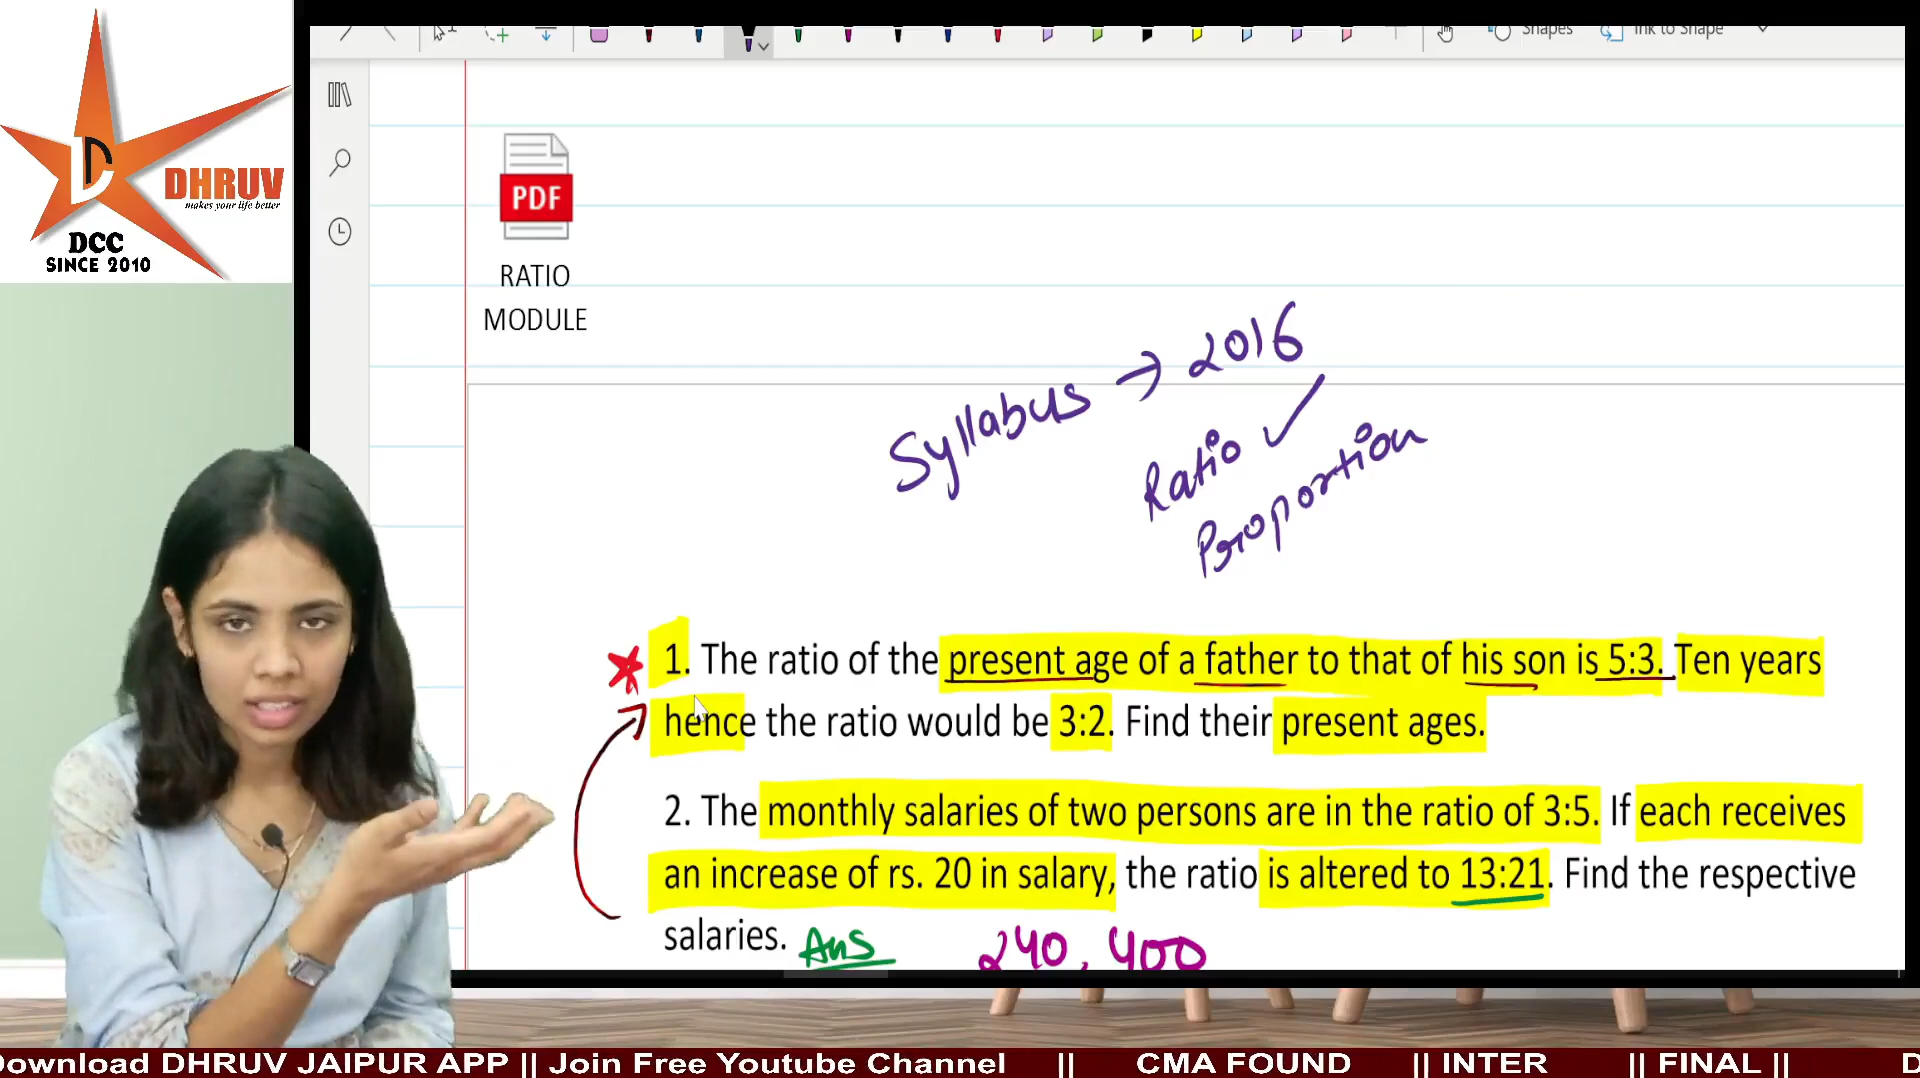 Shapes
Ink to Shape
D
DHRUV
makes your life better
DCC
SINCE 2010
PDF
RATIO
MODULE
Syllabus → 2016
Ratio ✓
Proportion
1. The ratio of the present age of a father to that of his son is 5:3. Ten years
hence the ratio would be 3:2. Find their present ages.
2. The monthly salaries of two persons are in the ratio of 3:5. If each receives
an increase of rs. 20 in salary, the ratio is altered to 13:21. Find the respective
salaries. Ans 240, 400
Download DHRUV JAIPUR APP || Join Free Youtube Channel || CMA FOUND || INTER || FINAL || D